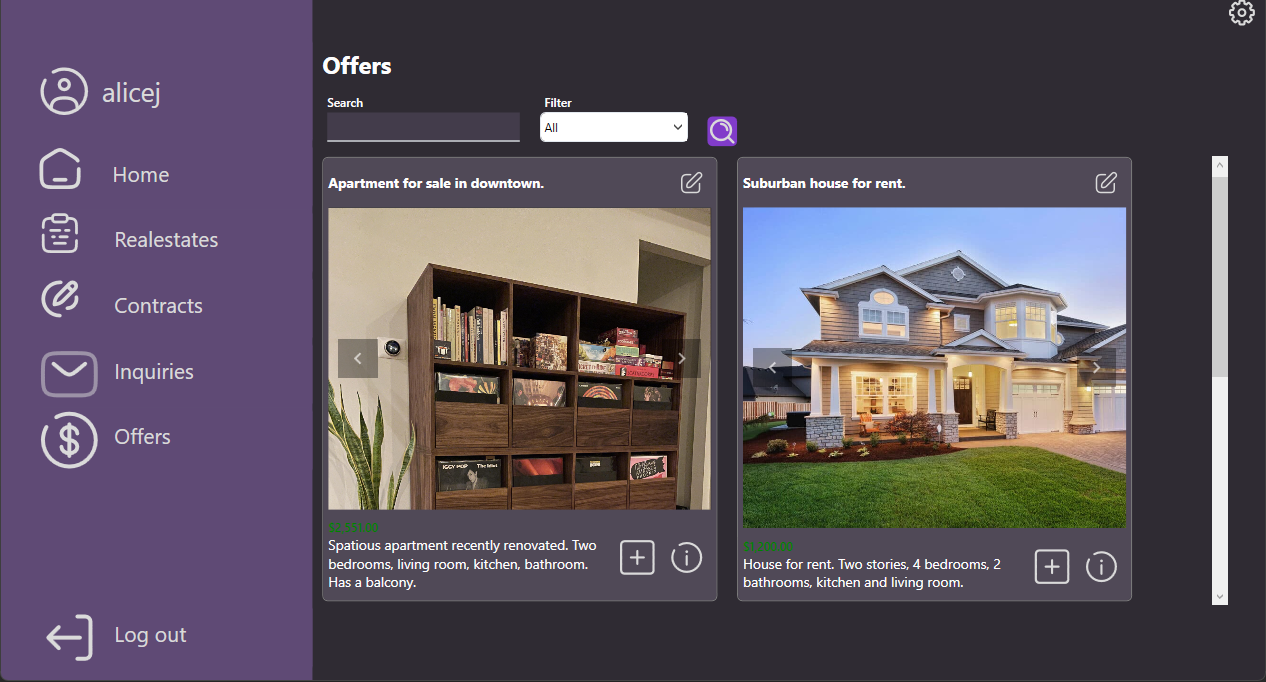 alicej
Home
Realestates
Contracts
Inquiries
Offers
Log out
Offers
Search
Filter
All
Apartment for sale in downtown.
IGGY POP
Spatious apartment recently renovated. Two
bedrooms, living room, kitchen, bathroom.
Has a balcony.
Suburban house for rent.
House for rent. Two stories, 4 bedrooms, 2
bathrooms, kitchen and living room.